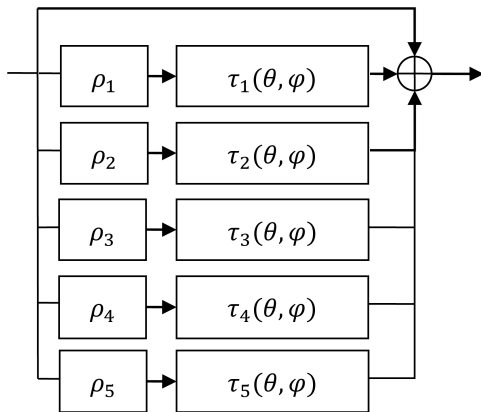 ρ₁ τ₁(θ, φ)
ρ₂ τ₂(θ, φ)
ρ₃ τ₃(θ, φ)
ρ₄ τ₄(θ, φ)
ρ₅ τ₅(θ, φ)